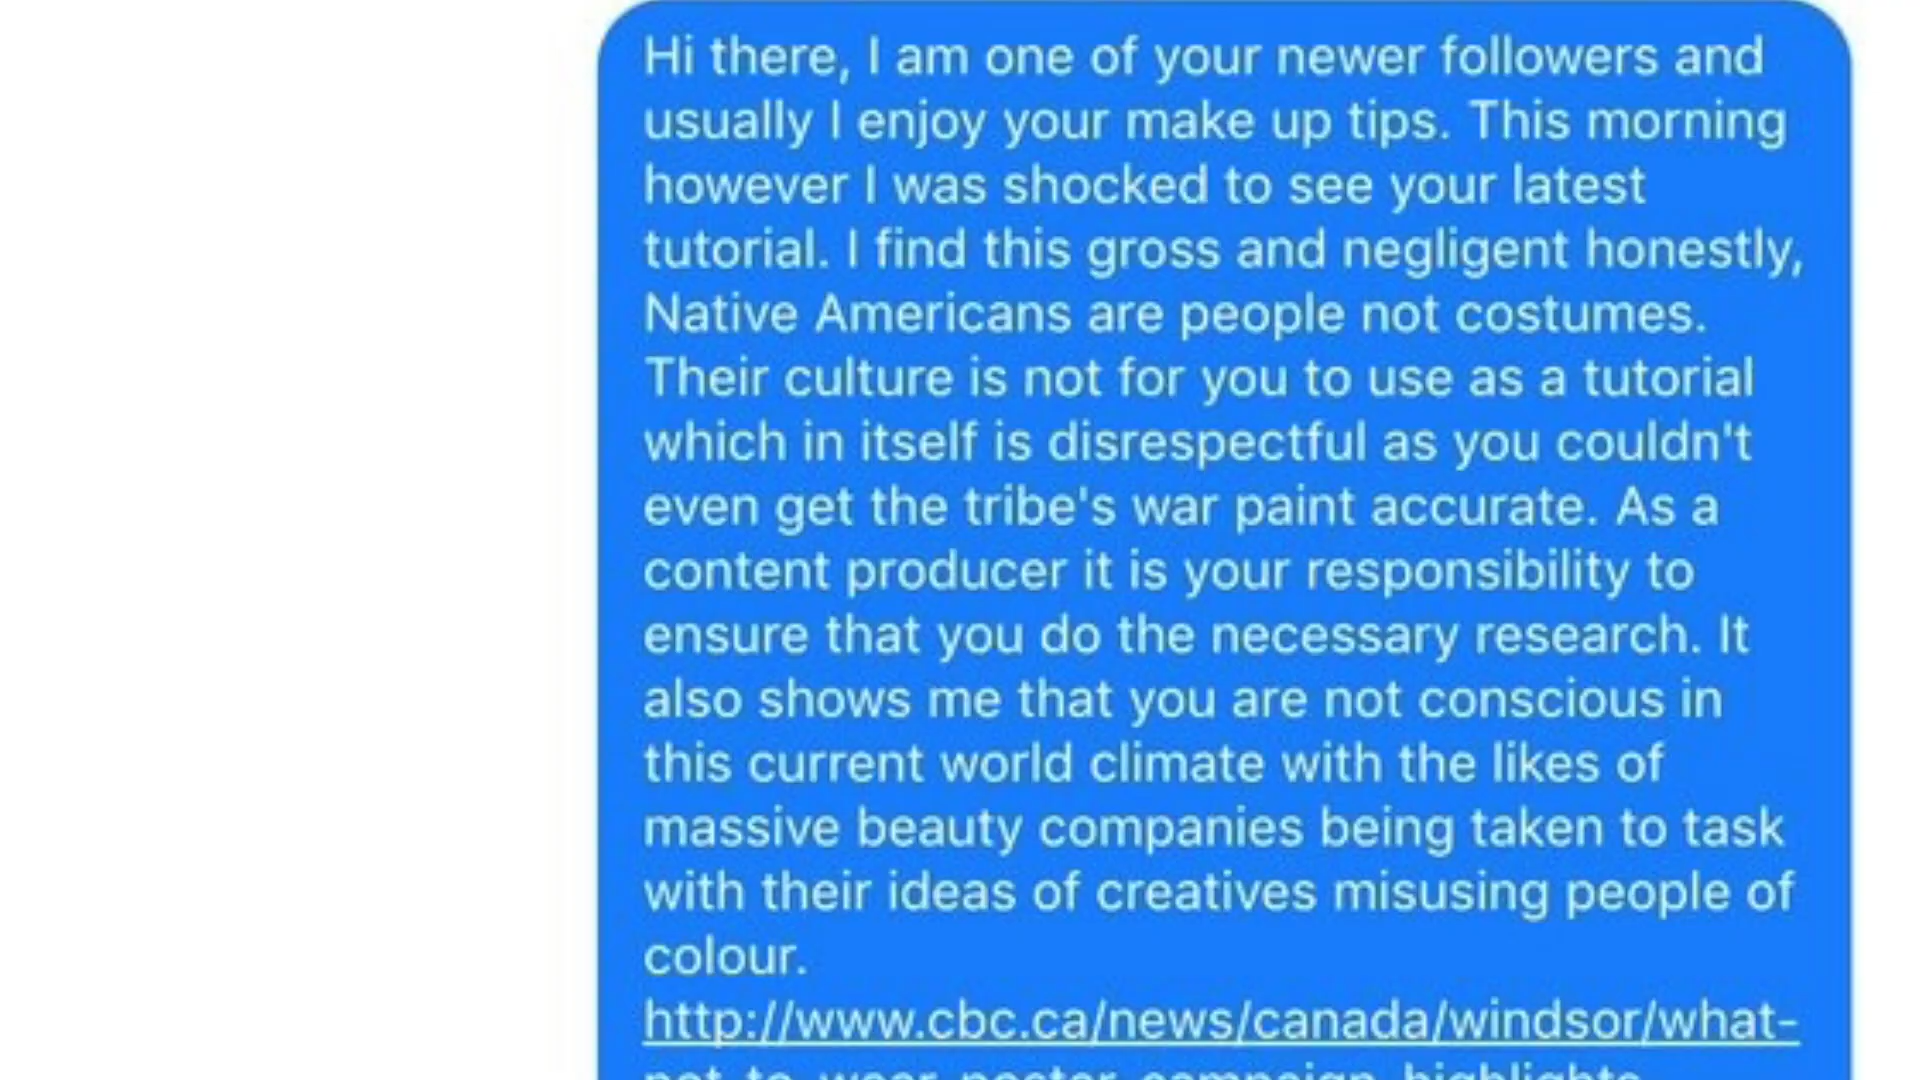 Hi there, I am one of your newer followers and
usually I enjoy your make up tips. This morning
however I was shocked to see your latest
tutorial. I find this gross and negligent honestly,
Native Americans are people not costumes.
Their culture is not for you to use as a tutorial
which in itself is disrespectful as you couldn't
even get the tribe's war paint accurate. As a
content producer it is your responsibility to
ensure that you do the necessary research. It
also shows me that you are not conscious in
this current world climate with the likes of
massive beauty companies being taken to task
with their ideas of creatives misusing people of
colour.
http://www.cbc.ca/news/canada/windsor/what-
not-to-wear-poster-campaign-highlights-